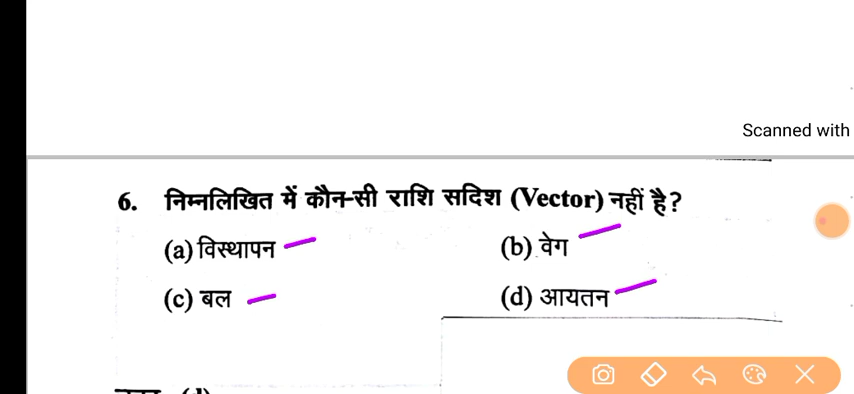 Scanned with
6. निम्नलिखित में कौन-सी राशि सदिश (Vector) नहीं है?
(a) विस्थापन (b) वेग
(c) बल (d) आयतन